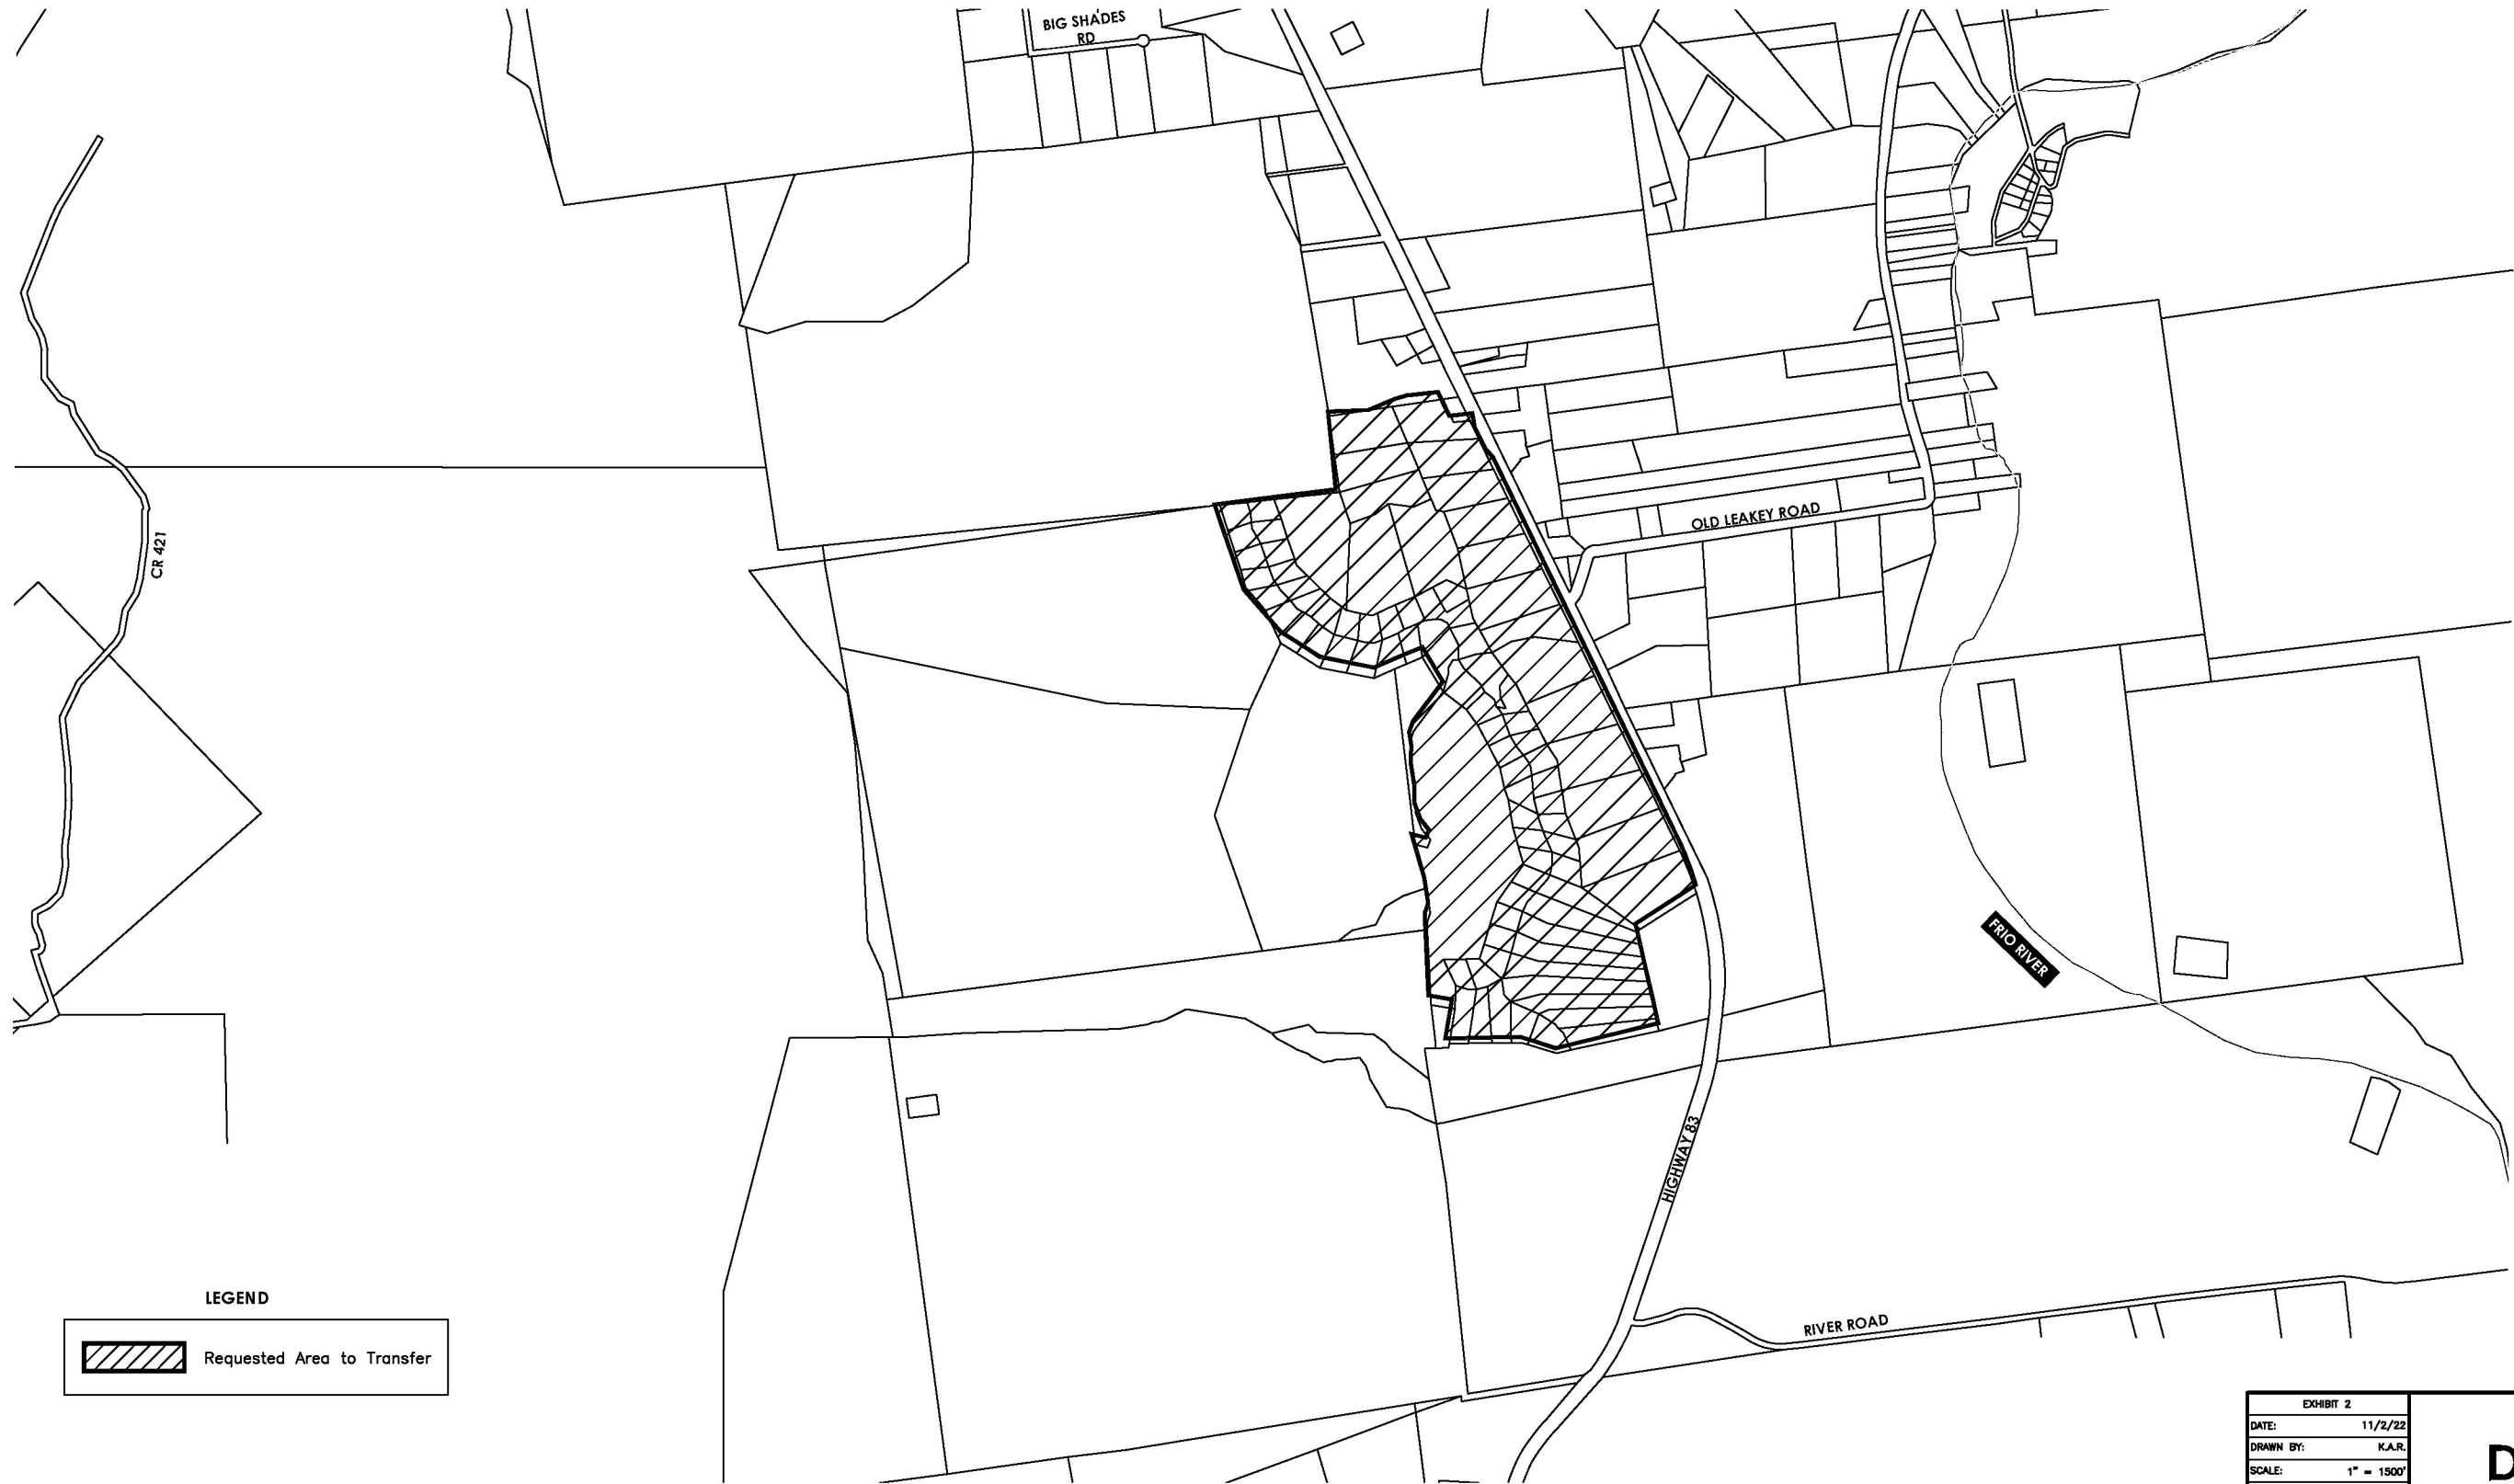 BIG SHADES
RD
CR 421
OLD LEAKEY ROAD
FRIO RIVER
HIGHWAY 83
RIVER ROAD
LEGEND
Requested Area to Transfer
EXHIBIT 2
DATE: 11/2/22
DRAWN BY: K.A.R.
SCALE: 1" = 1500'
D